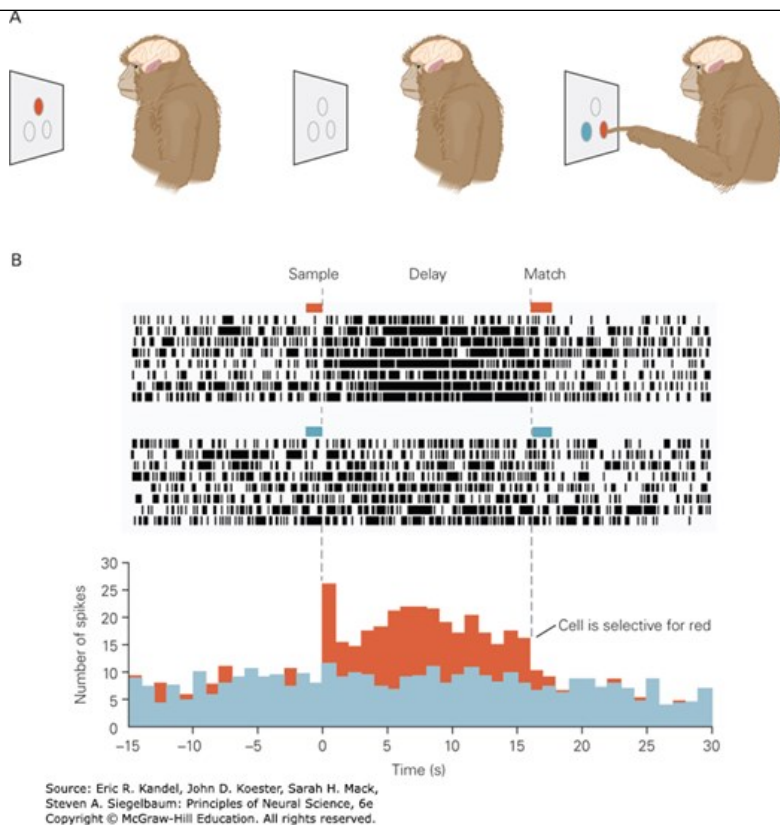 A
B
Sample Delay Match
30
25
20
15
10
5
0
Number of spikes
Cell is selective for red
−15 −10 −5 0 5 10 15 20 25 30
Time (s)
Source: Eric R. Kandel, John D. Koester, Sarah H. Mack,
Steven A. Siegelbaum: Principles of Neural Science, 6e
Copyright © McGraw-Hill Education. All rights reserved.